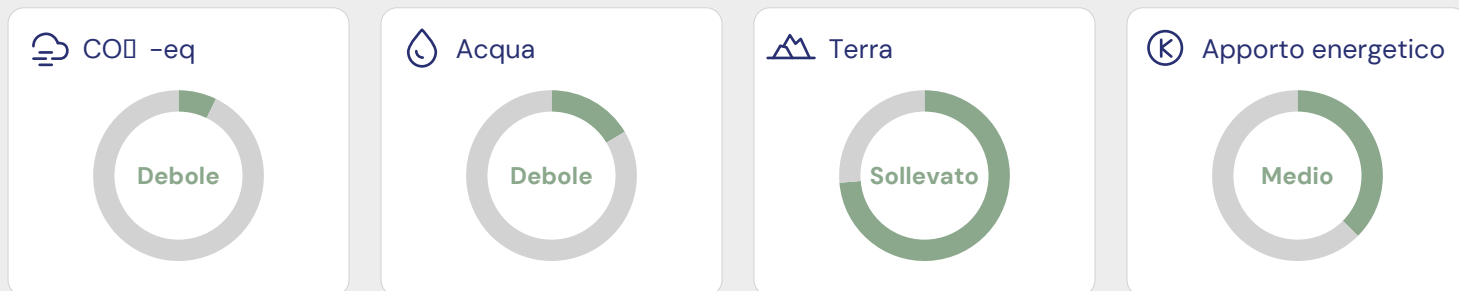 CO▯ -eq
Acqua
Terra
Apporto energetico
Debole
Debole
Sollevato
Medio